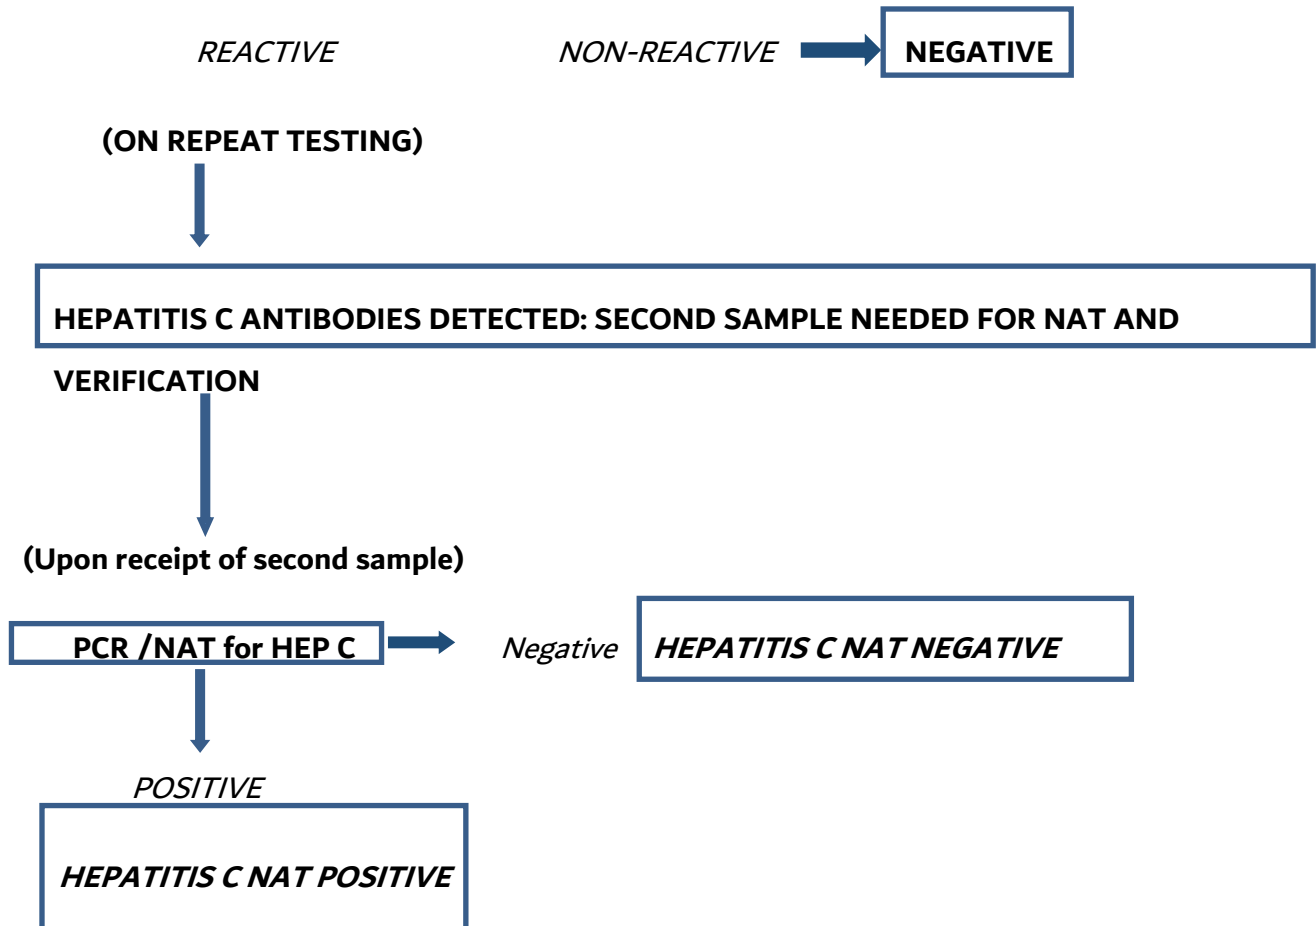 REACTIVE NON-REACTIVE NEGATIVE
(ON REPEAT TESTING)
HEPATITIS C ANTIBODIES DETECTED: SECOND SAMPLE NEEDED FOR NAT AND
VERIFICATION
(Upon receipt of second sample)
PCR /NAT for HEP C Negative HEPATITIS C NAT NEGATIVE
POSITIVE
HEPATITIS C NAT POSITIVE